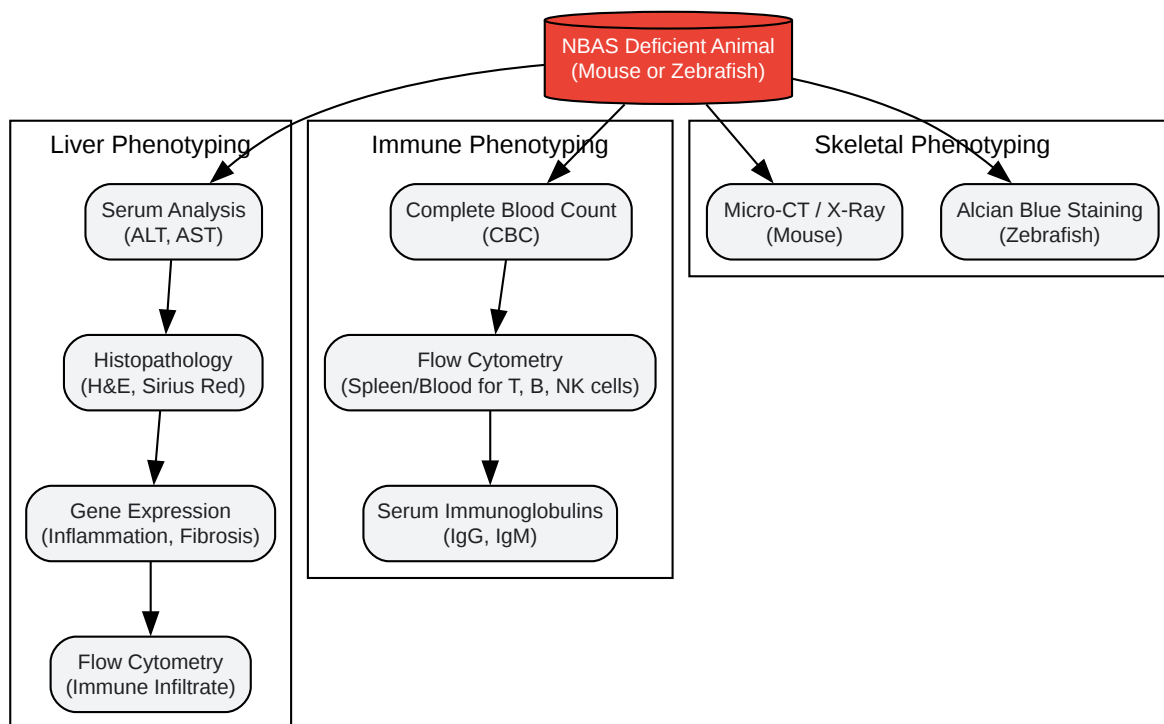 NBAS Deficient Animal
(Mouse or Zebrafish)
Liver Phenotyping
Serum Analysis
(ALT, AST)
Histopathology
(H&E, Sirius Red)
Gene Expression
(Inflammation, Fibrosis)
Flow Cytometry
(Immune Infiltrate)
Immune Phenotyping
Complete Blood Count
(CBC)
Flow Cytometry
(Spleen/Blood for T, B, NK cells)
Serum Immunoglobulins
(IgG, IgM)
Skeletal Phenotyping
Micro-CT / X-Ray
(Mouse)
Alcian Blue Staining
(Zebrafish)